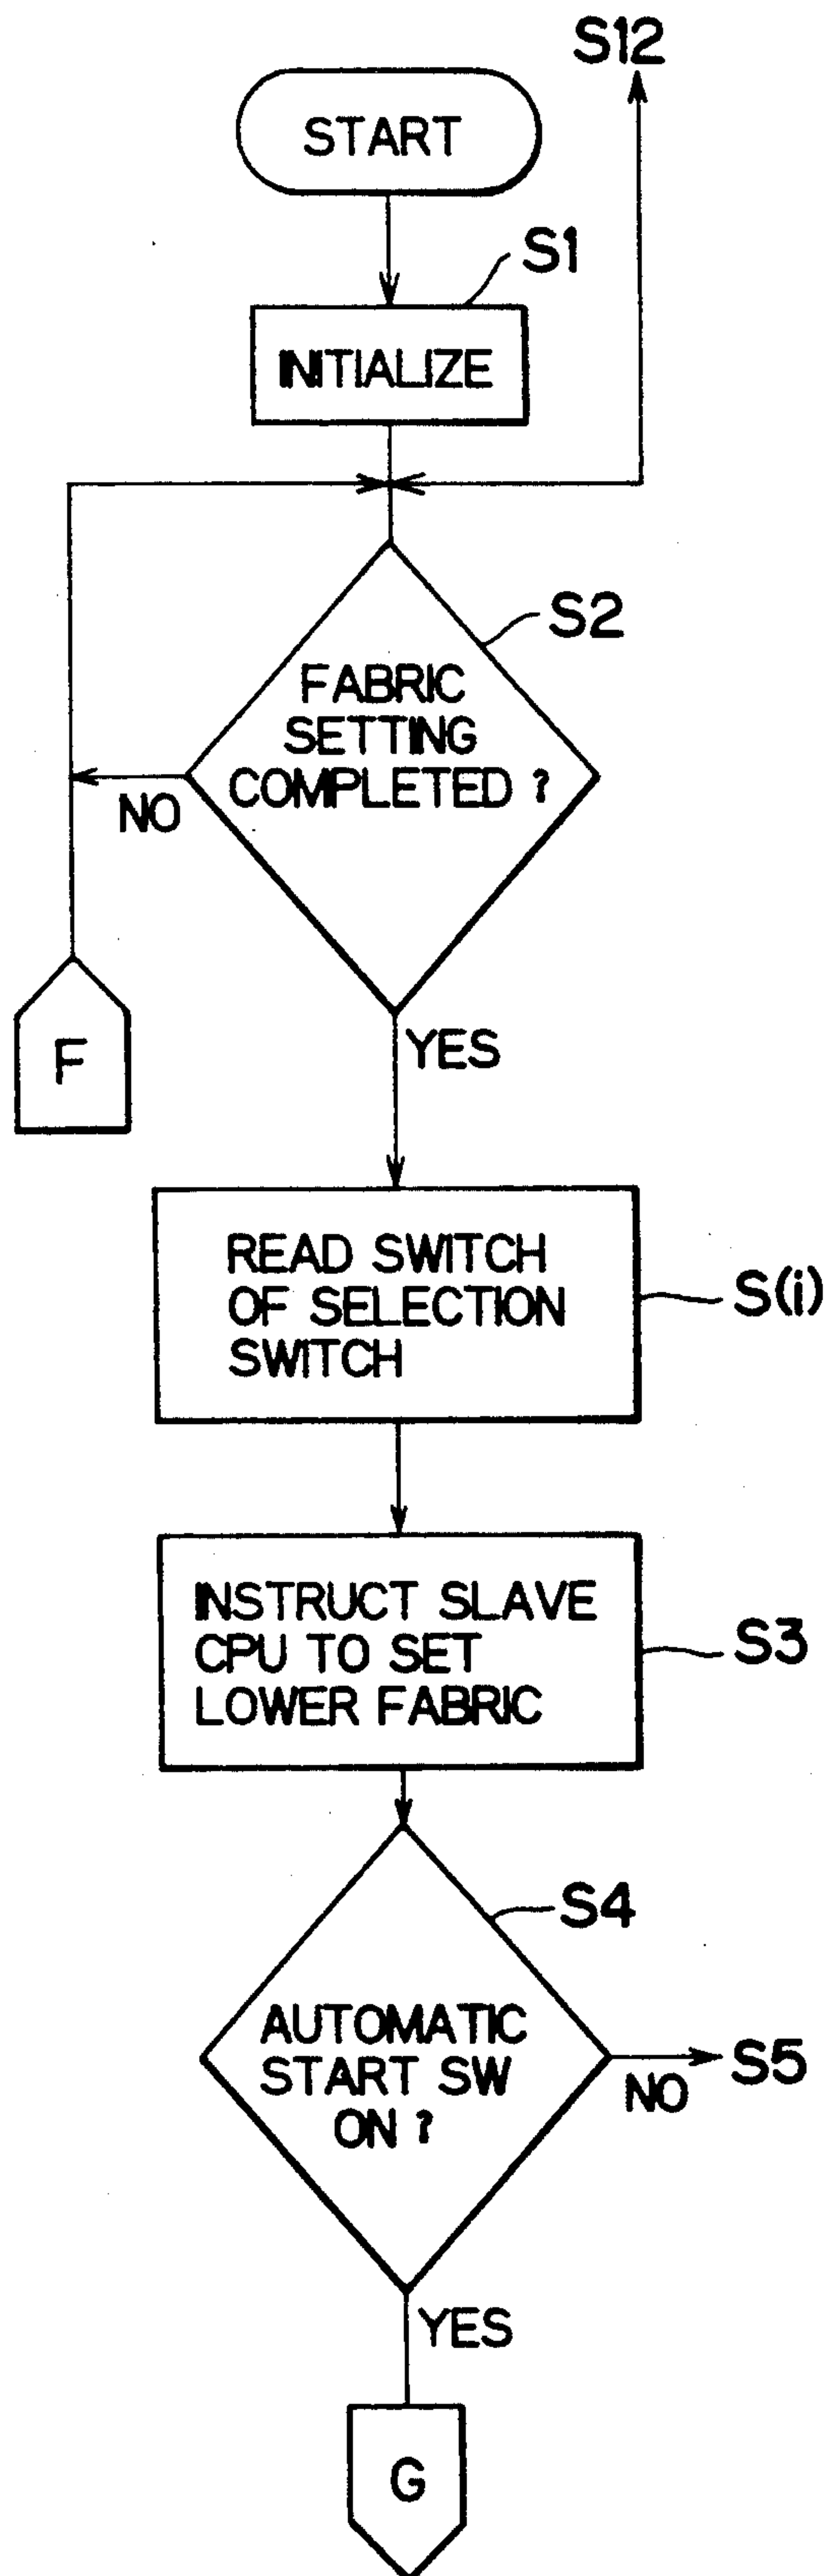 S12
START
S1
INITIALIZE
S2
FABRIC
SETTING
COMPLETED ?
NO
F
YES
READ SWITCH
OF SELECTION
SWITCH
S(i)
INSTRUCT SLAVE
CPU TO SET
LOWER FABRIC
S3
S4
AUTOMATIC
START SW
ON ?
S5
NO
YES
G